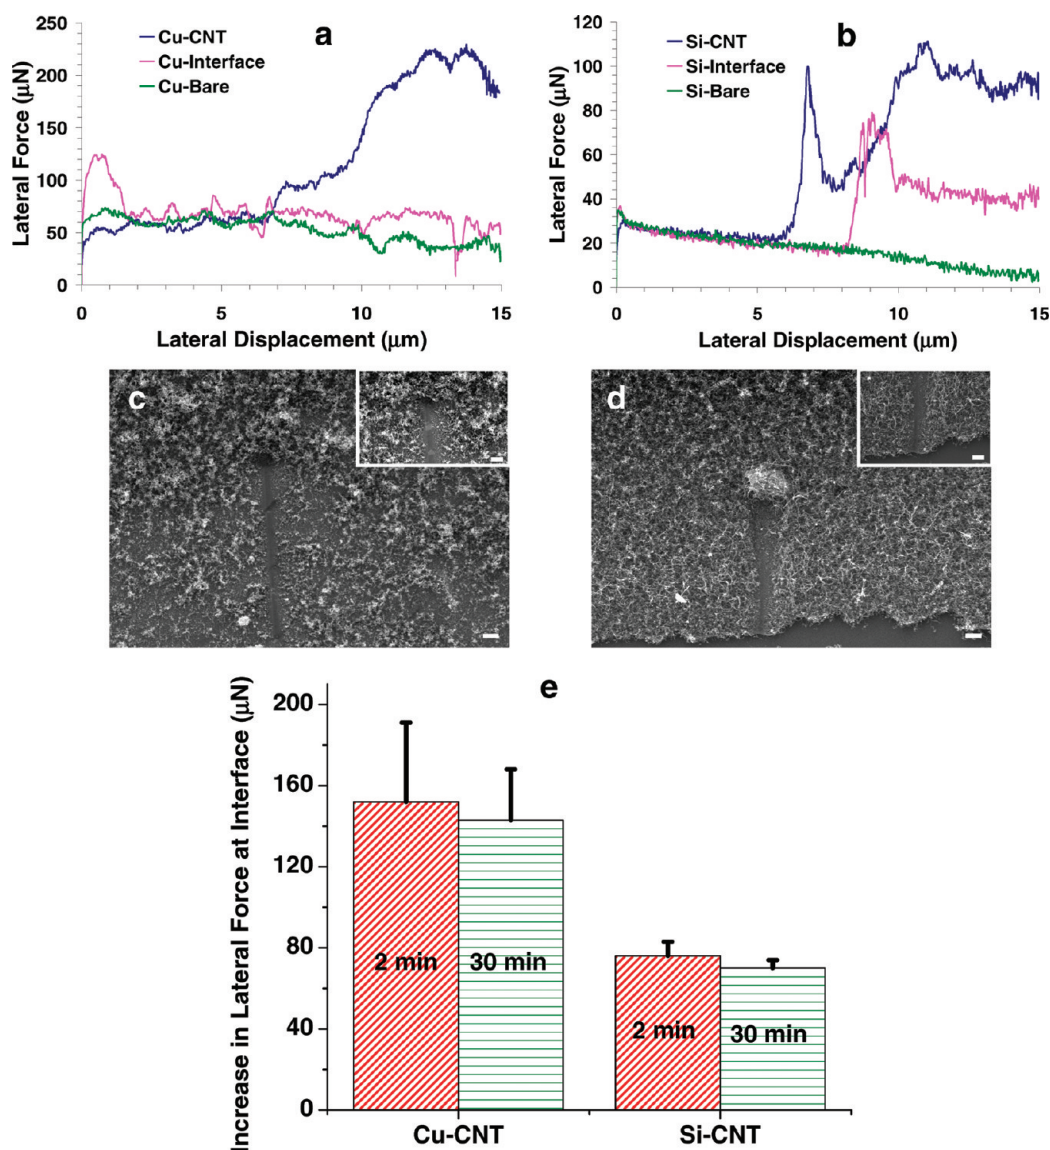 a
Cu-CNT
Cu-Interface
Cu-Bare
Lateral Force (μN)
250
200
150
100
50
0
0
5
10
15
Lateral Displacement (μm)
b
Si-CNT
Si-Interface
Si-Bare
Lateral Force (μN)
120
100
80
60
40
20
0
0
5
10
15
Lateral Displacement (μm)
c
d
e
Increase in Lateral Force at Interface (μN)
200
160
120
80
40
0
2 min
30 min
2 min
30 min
Cu-CNT
Si-CNT